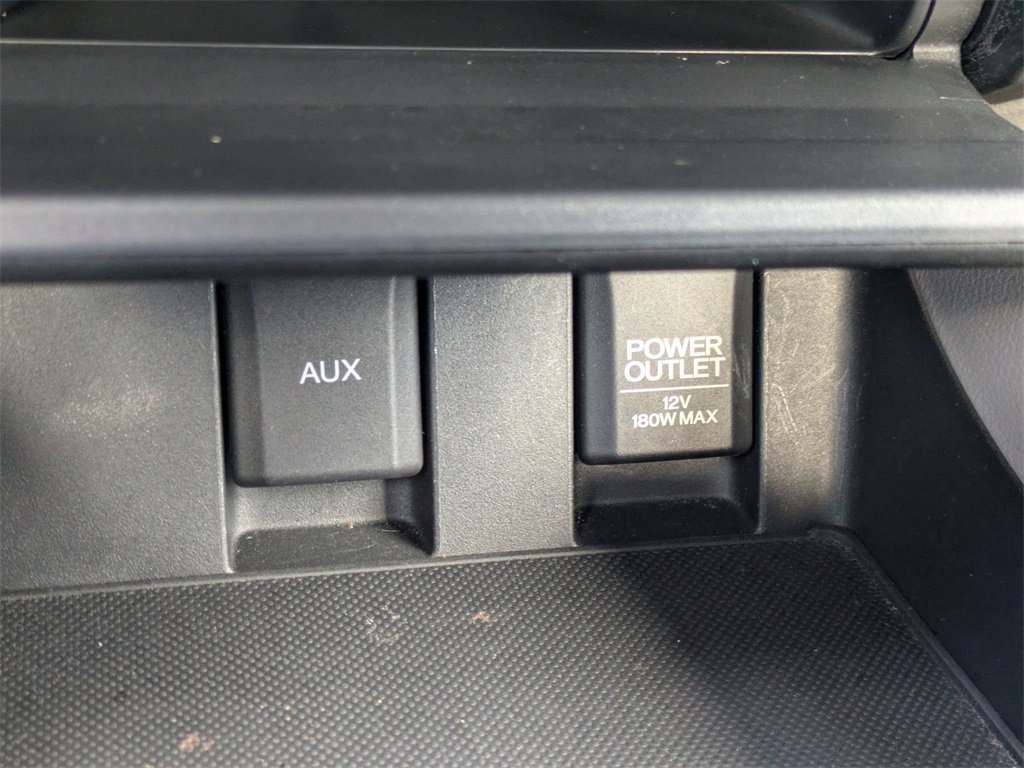 AUX
POWER
OUTLET
12V
180W MAX